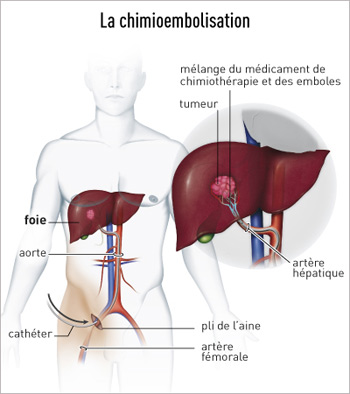 La chimioembolisation
mélange du médicament de
chimiothérapie et des emboles
tumeur
foie
aorte
artère
hépatique
cathéter
pli de l'aine
artère
fémorale